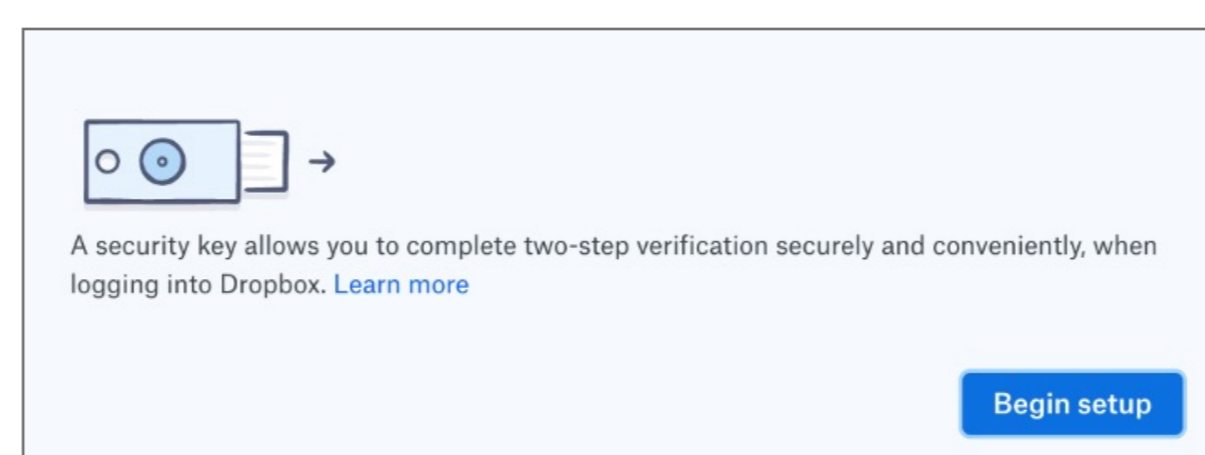 A security key allows you to complete two-step verification securely and conveniently, when
logging into Dropbox. Learn more
Begin setup